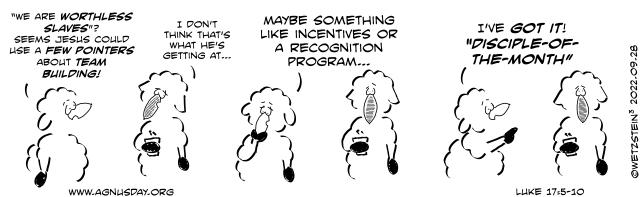 "WE ARE WORTHLESS
SLAVES"?
SEEMS JESUS COULD
USE A FEW POINTERS
ABOUT TEAM
BUILDING!
I DON'T
THINK THAT'S
WHAT HE'S
GETTING AT...
MAYBE SOMETHING
LIKE INCENTIVES OR
A RECOGNITION
PROGRAM...
I'VE GOT IT!
"DISCIPLE-OF-
THE-MONTH"
©WETZSTEIN³ 2022.09.28
WWW.AGNUSDAY.ORG
LUKE 17:5-10